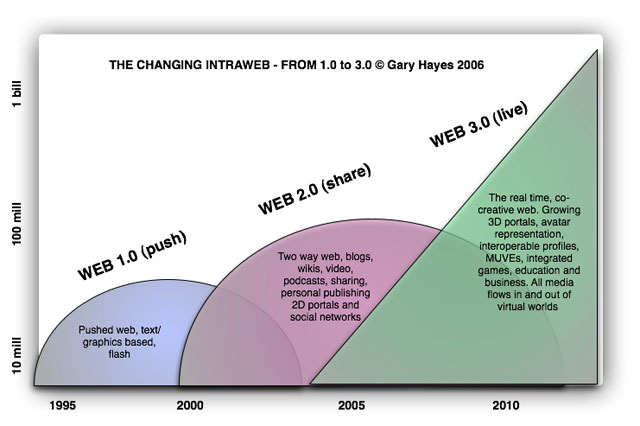 THE CHANGING INTRAWEB - FROM 1.0 to 3.0 © Gary Hayes 2006
1 bill
100 mill
10 mill
WEB 1.0 (push)
Pushed web, text/
graphics based,
flash
WEB 2.0 (share)
Two way web, blogs,
wikis, video,
podcasts, sharing,
personal publishing
2D portals and
social networks
WEB 3.0 (live)
The real time, co-
creative web. Growing
3D portals, avatar
representation,
interoperable profiles,
MUVEs, integrated
games, education and
business. All media
flows in and out of
virtual worlds
1995
2000
2005
2010